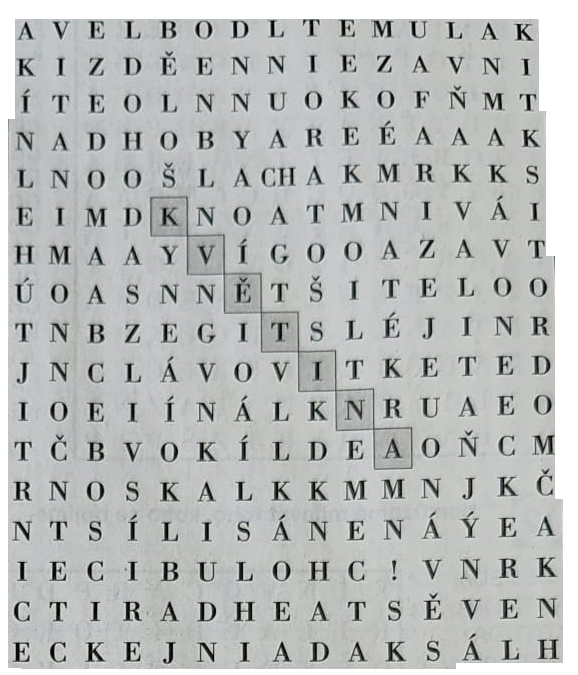 A V E L B O D L T E M U L A K
K I Z D Ě E N N I E Z A V N I
Í T E O L N N U O K O F Ň M T
N A D H O B Y A R E É A A A K
L N O O Š L A CH A K M R K K S
E I M D K N O A T M N I V Á I
H M A A Y V Í G O O A Z A V T
Ú O A S N N Ě T Š I T E L O O
T N B Z E G I T S L É J I N R
J N C L Á V O V I T K E T E D
I O E I Í N Á L K N R U A E O
T Č B V O K Í L D E A O Ň C M
R N O S K A L K K M M N J K Č
N T S Í L I S Á N E N Á Ý E A
I E C I B U L O H C ! V N R K
C T I R A D H E A T S Ě V E N
E C K E J N I A D A K S Á L H